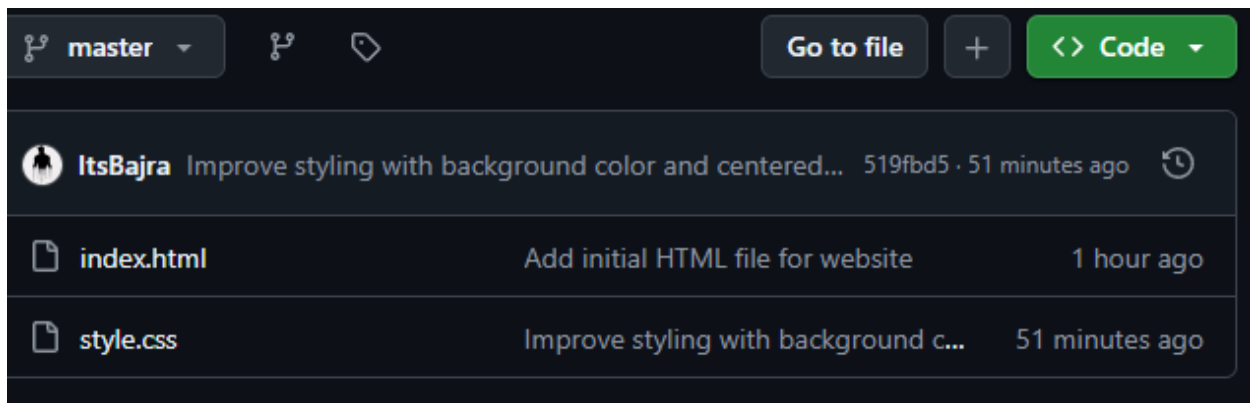 master Go to file Code
ItsBajra Improve styling with background color and centered... 519fbd5 · 51 minutes ago
index.html Add initial HTML file for website 1 hour ago
style.css Improve styling with background c... 51 minutes ago